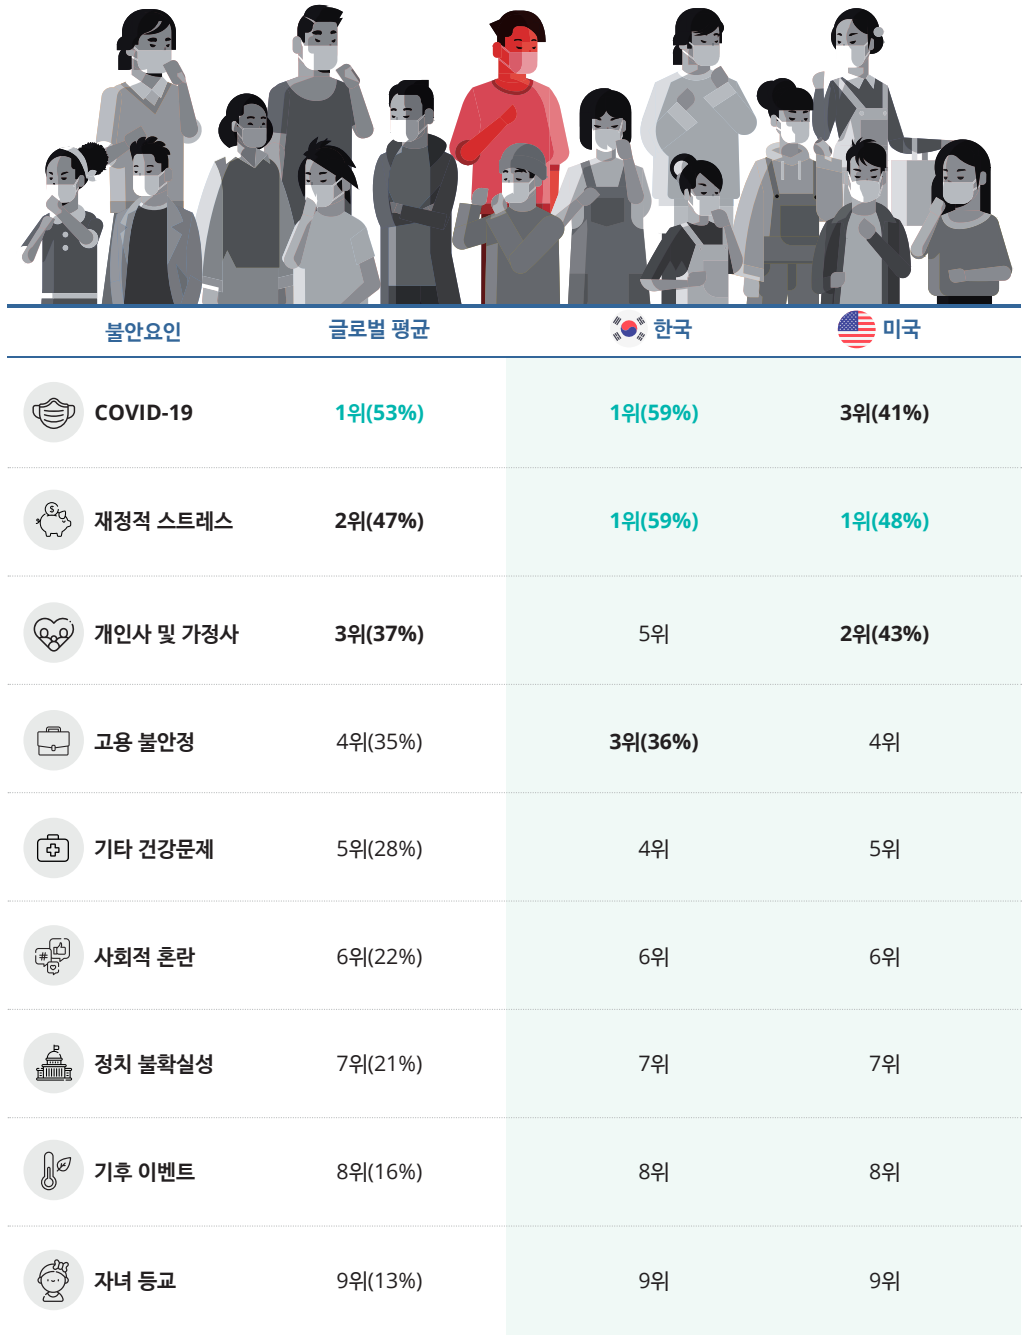 불안요인 글로벌 평균 한국 미국
COVID-19 1위(53%) 1위(59%) 3위(41%)
재정적 스트레스 2위(47%) 1위(59%) 1위(48%)
개인사 및 가정사 3위(37%) 5위 2위(43%)
고용 불안정 4위(35%) 3위(36%) 4위
기타 건강문제 5위(28%) 4위 5위
사회적 혼란 6위(22%) 6위 6위
정치 불확실성 7위(21%) 7위 7위
기후 이벤트 8위(16%) 8위 8위
자녀 등교 9위(13%) 9위 9위